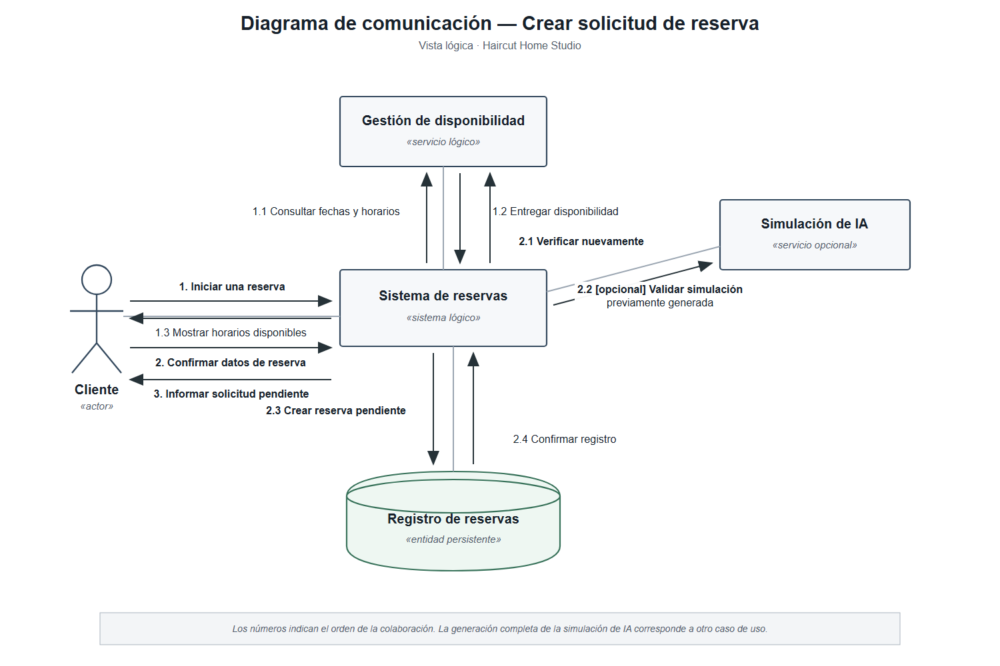 Diagrama de comunicación — Crear solicitud de reserva
Vista lógica · Haircut Home Studio
Gestión de disponibilidad
«servicio lógico»
1.1 Consultar fechas y horarios
1.2 Entregar disponibilidad
2.1 Verificar nuevamente
Simulación de IA
«servicio opcional»
1. Iniciar una reserva
Sistema de reservas
«sistema lógico»
2.2 [opcional] Validar simulación
previamente generada
1.3 Mostrar horarios disponibles
2. Confirmar datos de reserva
Cliente
«actor»
3. Informar solicitud pendiente
2.3 Crear reserva pendiente
2.4 Confirmar registro
Registro de reservas
«entidad persistente»
Los números indican el orden de la colaboración. La generación completa de la simulación de IA corresponde a otro caso de uso.